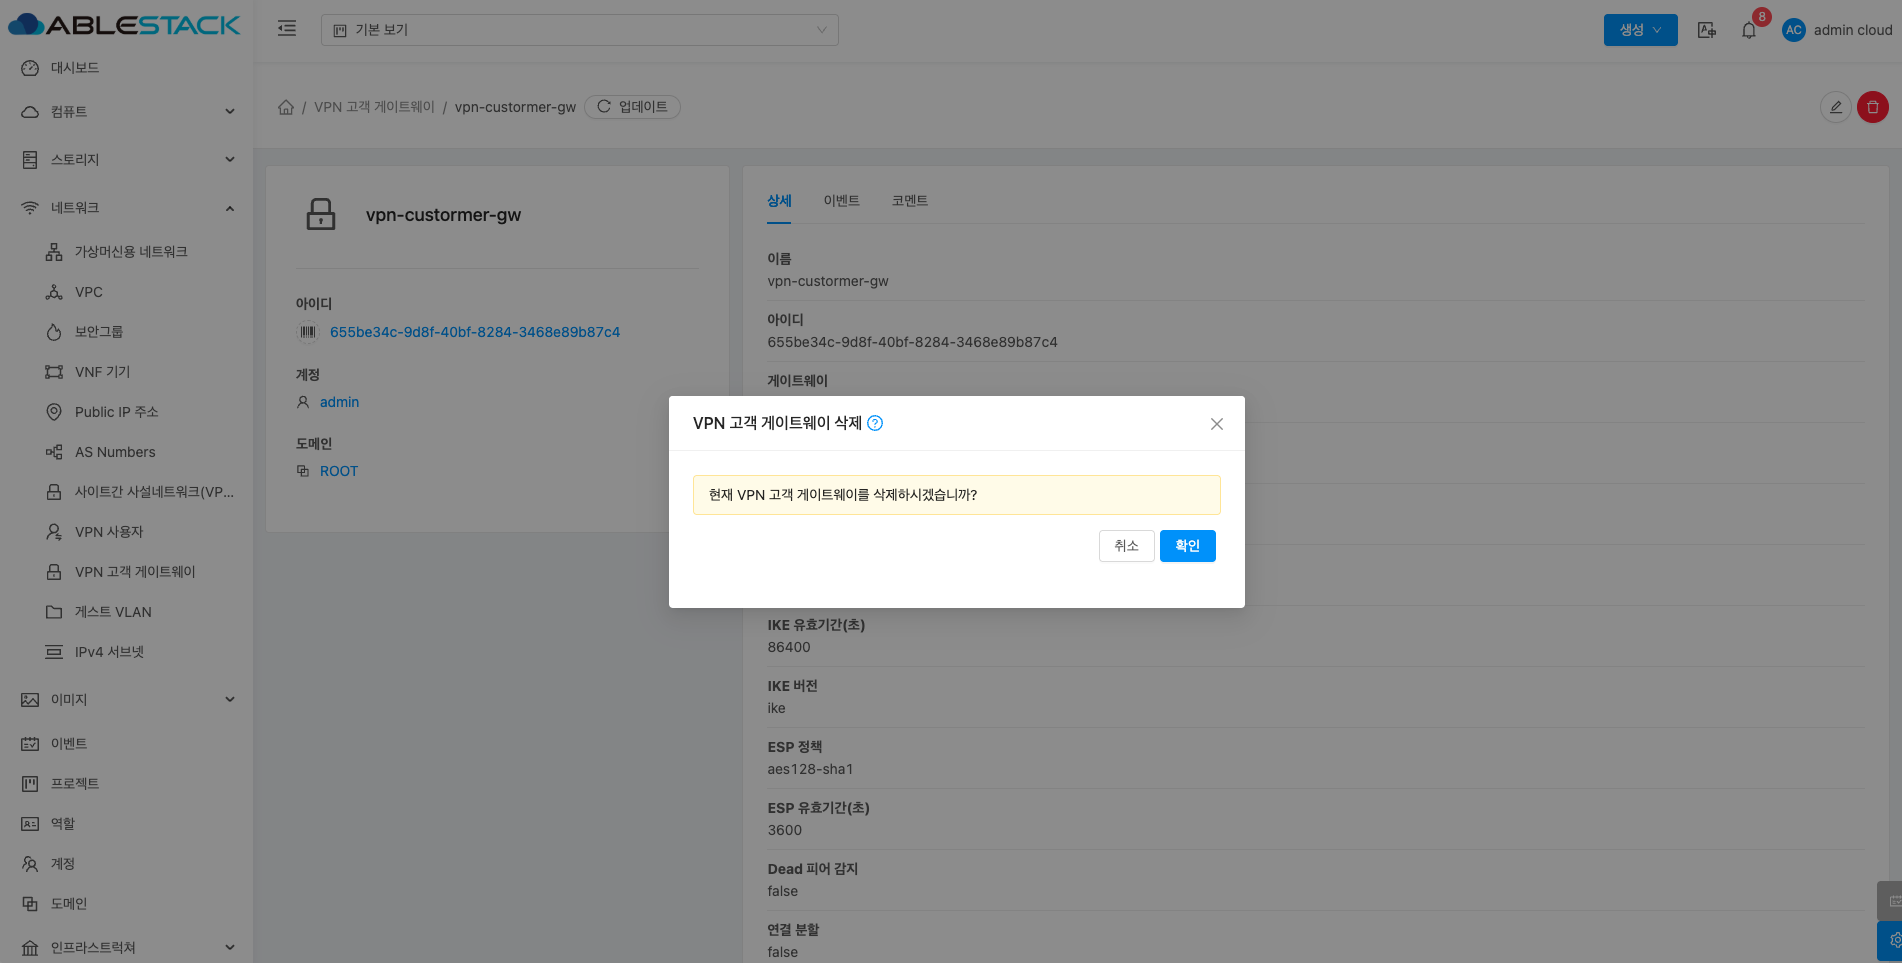 ABLESTACK
기본 보기
생성
8
AC
admin cloud
대시보드
컴퓨트
스토리지
네트워크
가상머신용 네트워크
VPC
보안그룹
VNF 기기
Public IP 주소
AS Numbers
사이트간 사설네트워크(VP...
VPN 사용자
VPN 고객 게이트웨이
게스트 VLAN
IPv4 서브넷
이미지
이벤트
프로젝트
역할
계정
도메인
인프라스트럭쳐
/ VPN 고객 게이트웨이 / vpn-custormer-gw
업데이트
vpn-custormer-gw
아이디
655be34c-9d8f-40bf-8284-3468e89b87c4
계정
admin
도메인
ROOT
상세
이벤트
코멘트
이름
vpn-custormer-gw
아이디
655be34c-9d8f-40bf-8284-3468e89b87c4
게이트웨이
VPN 고객 게이트웨이 삭제
현재 VPN 고객 게이트웨이를 삭제하시겠습니까?
취소
확인
IKE 유효기간(초)
86400
IKE 버전
ike
ESP 정책
aes128-sha1
ESP 유효기간(초)
3600
Dead 피어 감지
false
연결 분할
false